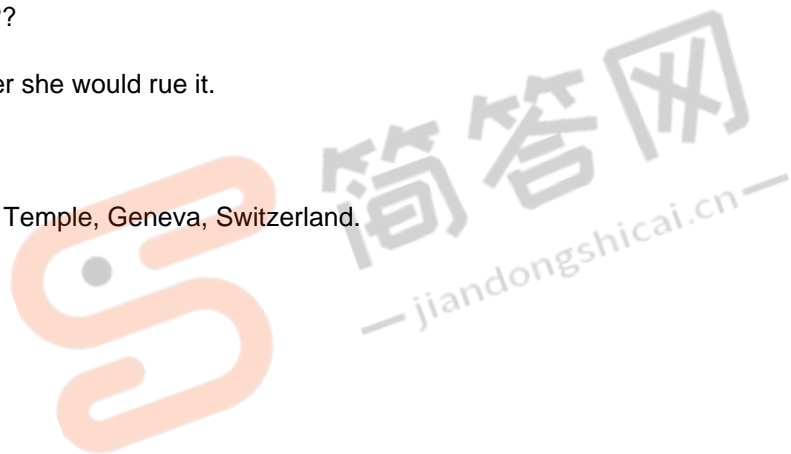 ??
er she would rue it.
Temple, Geneva, Switzerland.
简答网
jiandongshicai.cn